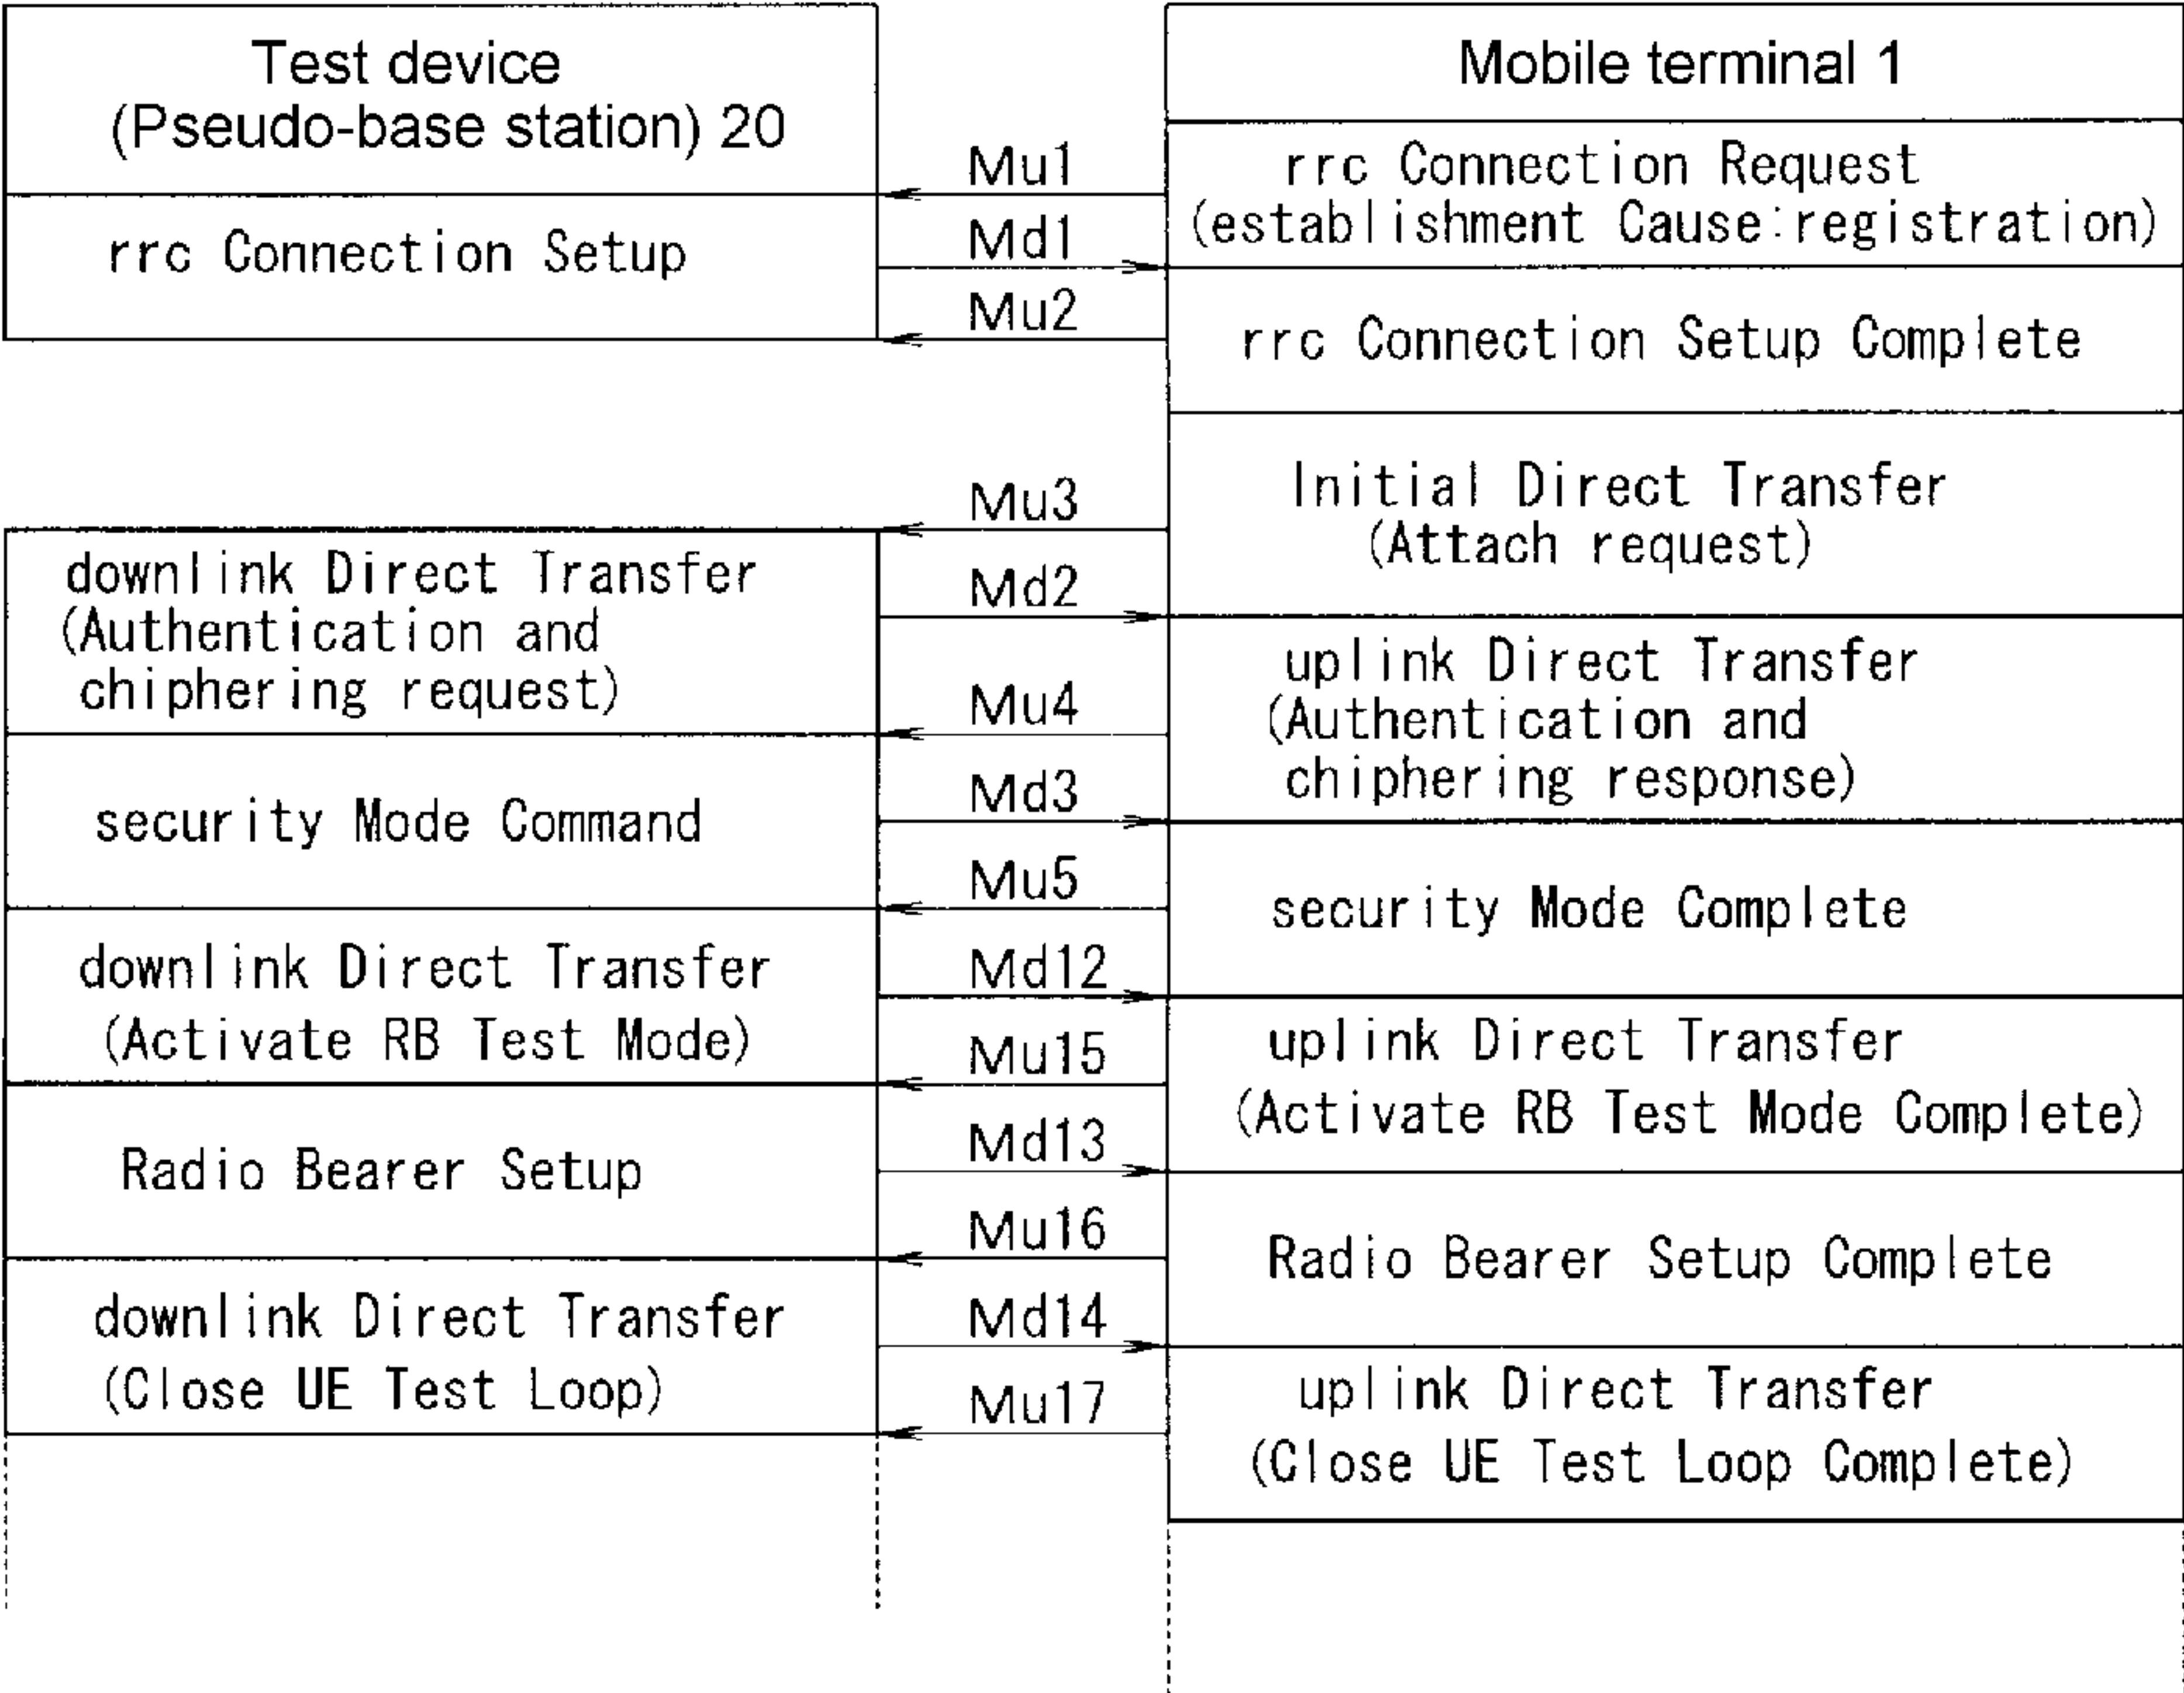 Test device
(Pseudo-base station) 20
Mobile terminal 1
Mu1
rrc Connection Request
(establishment Cause:registration)
rrc Connection Setup
Md1
Mu2
rrc Connection Setup Complete
Mu3
Initial Direct Transfer
(Attach request)
downlink Direct Transfer
(Authentication and
chiphering request)
Md2
Mu4
uplink Direct Transfer
(Authentication and
chiphering response)
security Mode Command
Md3
Mu5
security Mode Complete
downlink Direct Transfer
(Activate RB Test Mode)
Md12
Mu15
uplink Direct Transfer
(Activate RB Test Mode Complete)
Radio Bearer Setup
Md13
Mu16
Radio Bearer Setup Complete
downlink Direct Transfer
(Close UE Test Loop)
Md14
Mu17
uplink Direct Transfer
(Close UE Test Loop Complete)